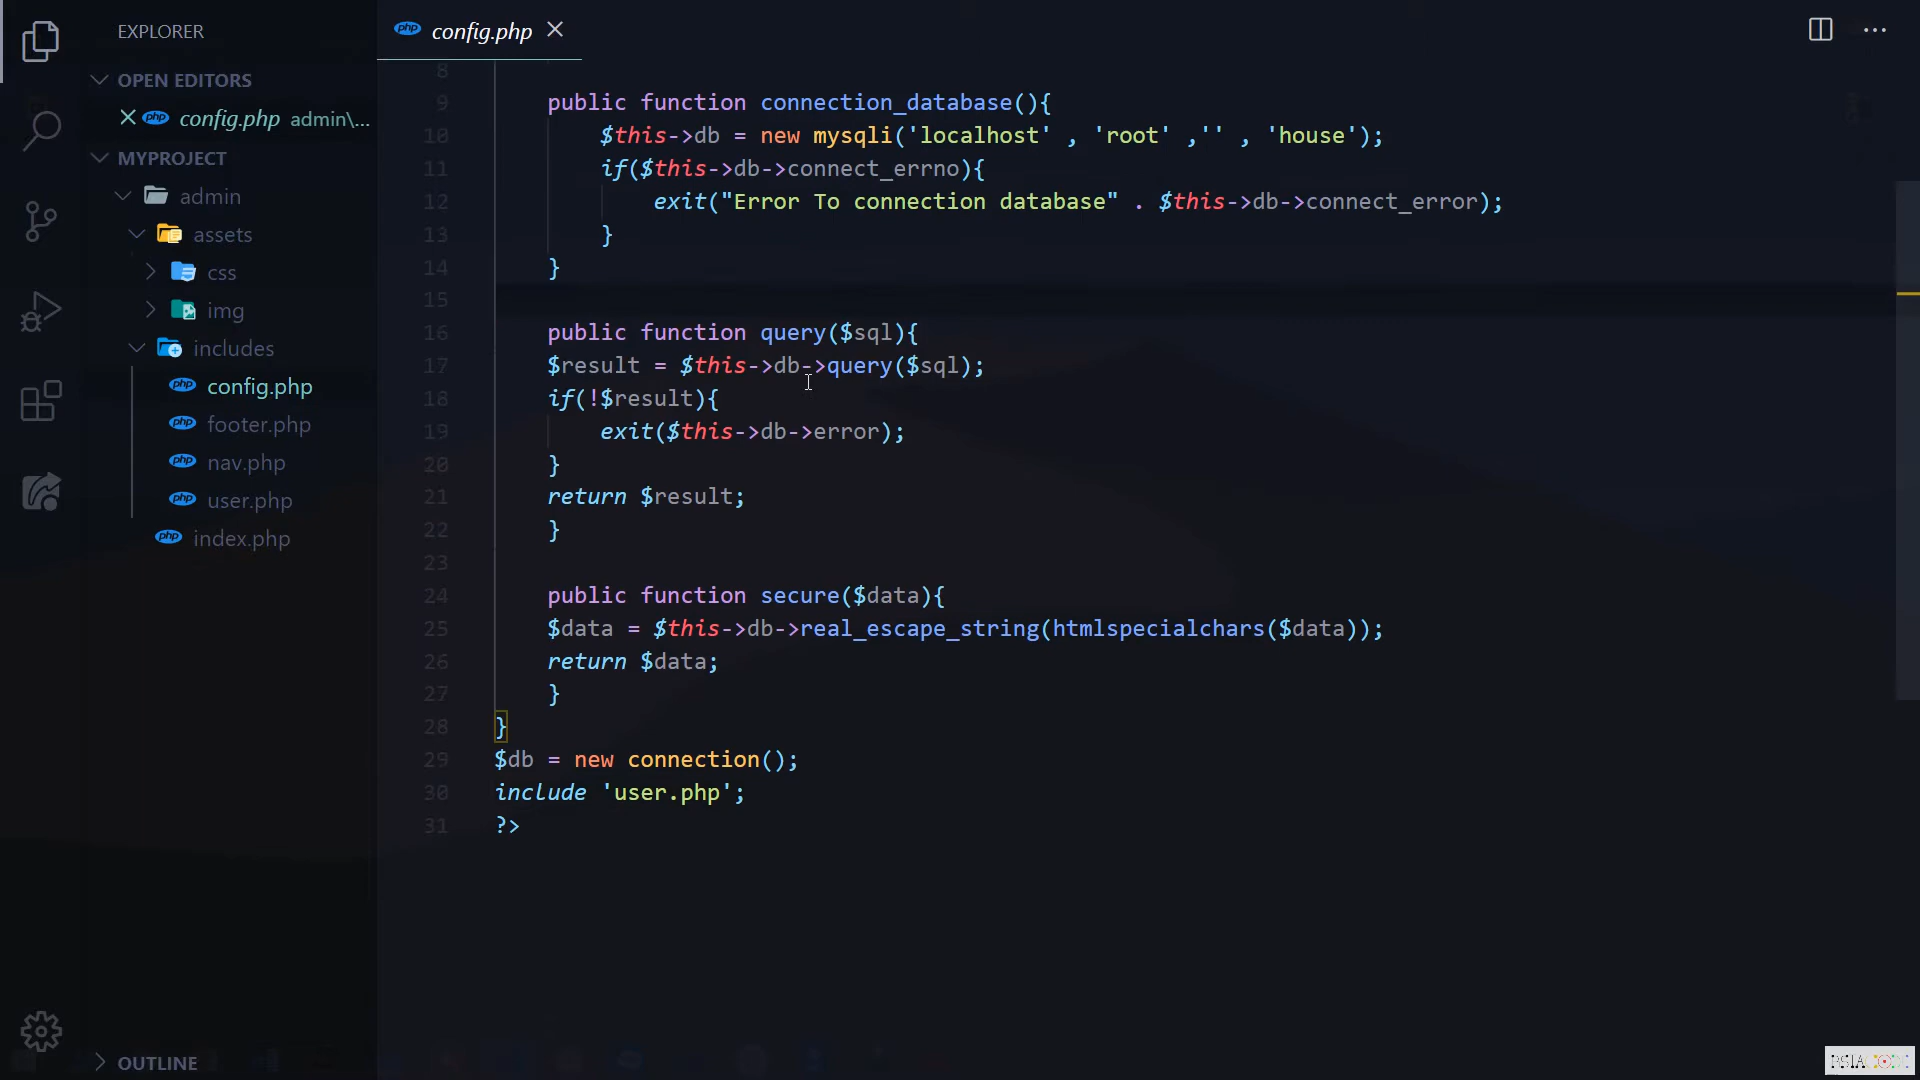 EXPLORER
OPEN EDITORS
config.php admin\...
MYPROJECT
admin
assets
css
img
includes
config.php
footer.php
nav.php
user.php
index.php
OUTLINE
config.php
8
9 public function connection_database(){
10 $this->db = new mysqli('localhost' , 'root' ,'' , 'house');
11 if($this->db->connect_errno){
12 exit("Error To connection database" . $this->db->connect_error);
13 }
14 }
15
16 public function query($sql){
17 $result = $this->db->query($sql);
18 if(!$result){
19 exit($this->db->error);
20 }
21 return $result;
22 }
23
24 public function secure($data){
25 $data = $this->db->real_escape_string(htmlspecialchars($data));
26 return $data;
27 }
28 }
29 $db = new connection();
30 include 'user.php';
31 ?>